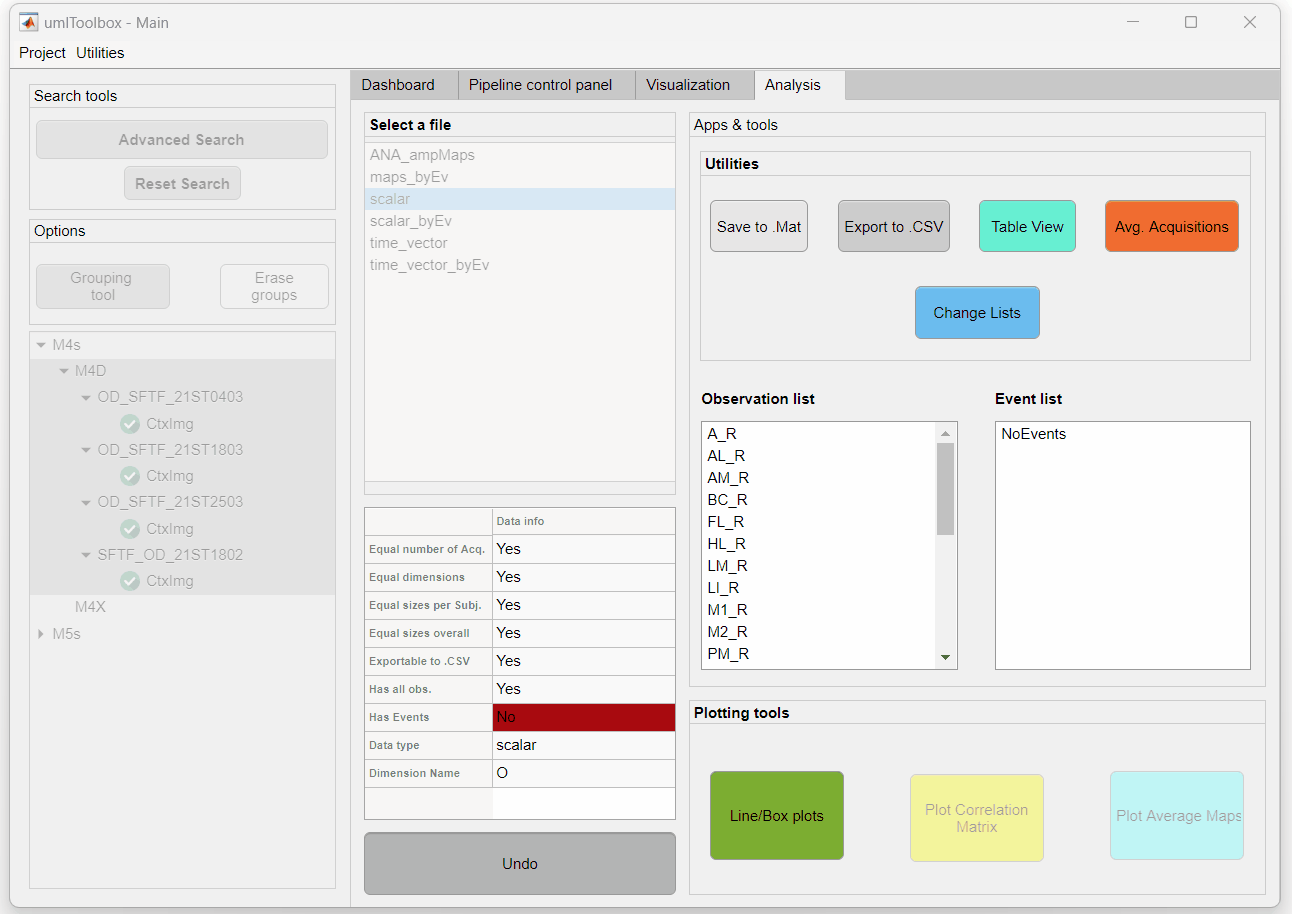 umIToolbox - Main
Project Utilities
Search tools
Advanced Search
Reset Search
Options
Grouping
tool
Erase
groups
M4s
M4D
OD_SFTF_21ST0403
CtxImg
OD_SFTF_21ST1803
CtxImg
OD_SFTF_21ST2503
CtxImg
SFTF_OD_21ST1802
CtxImg
M4X
M5s
Dashboard Pipeline control panel Visualization Analysis
Select a file
ANA_ampMaps
maps_byEv
scalar
scalar_byEv
time_vector
time_vector_byEv
Data info
Equal number of Acq. Yes
Equal dimensions Yes
Equal sizes per Subj. Yes
Equal sizes overall Yes
Exportable to .CSV Yes
Has all obs. Yes
Has Events No
Data type scalar
Dimension Name O
Undo
Apps & tools
Utilities
Save to .Mat
Export to .CSV
Table View
Avg. Acquisitions
Change Lists
Observation list
A_R
AL_R
AM_R
BC_R
FL_R
HL_R
LM_R
LI_R
M1_R
M2_R
PM_R
Event list
NoEvents
Plotting tools
Line/Box plots
Plot Correlation
Matrix
Plot Average Maps